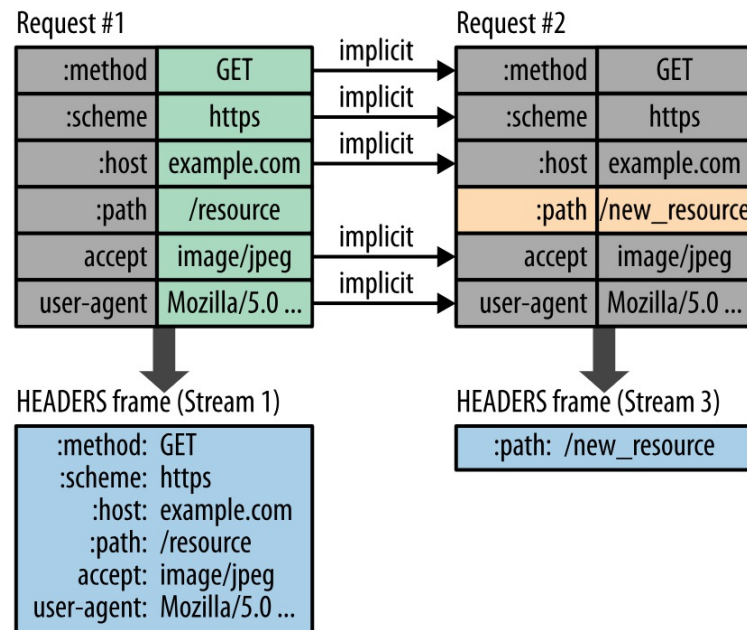 Request #1
:method GET
:scheme https
:host example.com
:path /resource
accept image/jpeg
user-agent Mozilla/5.0 ...
implicit
implicit
implicit
implicit
implicit
Request #2
:method GET
:scheme https
:host example.com
:path /new_resource
accept image/jpeg
user-agent Mozilla/5.0 ...
HEADERS frame (Stream 1)
:method: GET
:scheme: https
:host: example.com
:path: /resource
accept: image/jpeg
user-agent: Mozilla/5.0 ...
HEADERS frame (Stream 3)
:path: /new_resource